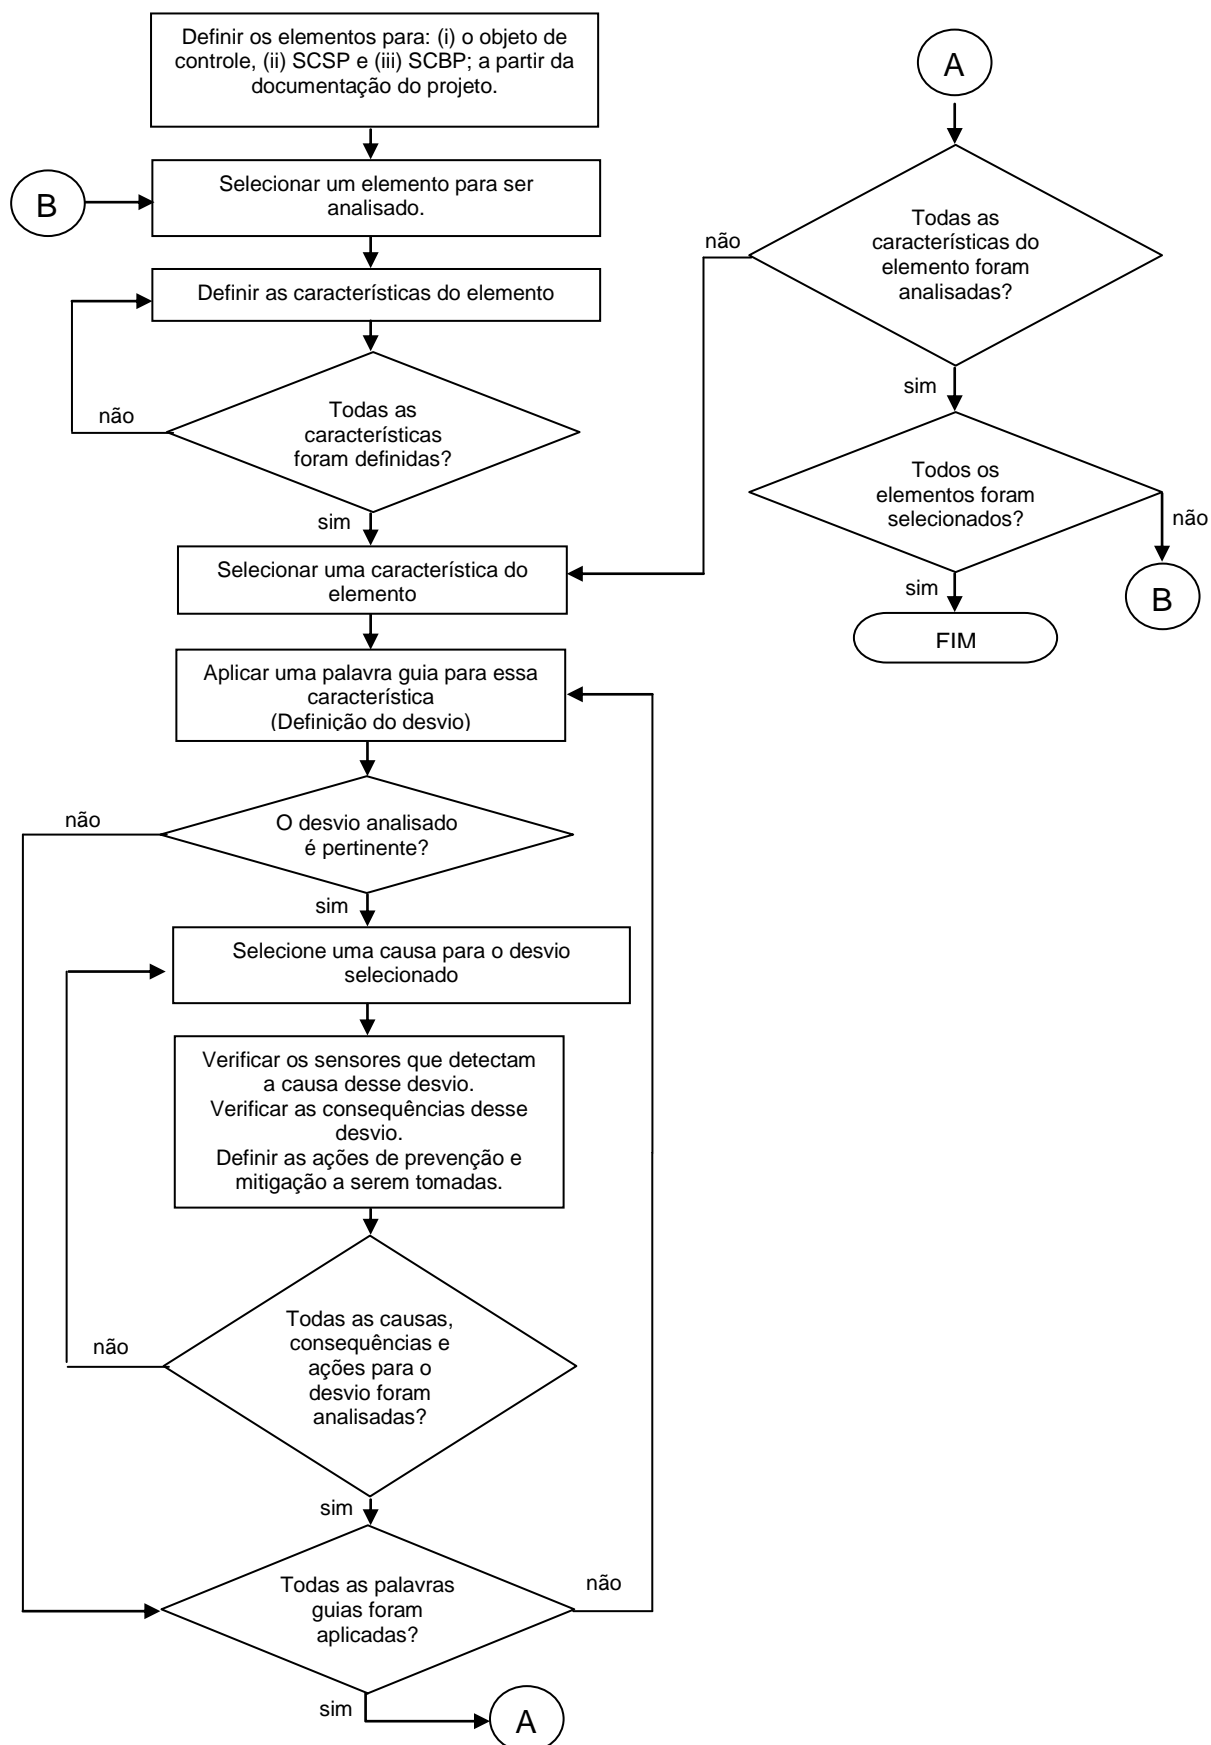 Definir os elementos para: (i) o objeto de
controle, (ii) SCSP e (iii) SCBP; a partir da
documentação do projeto.
B
Selecionar um elemento para ser
analisado.
Definir as características do elemento
não
Todas as
características
foram definidas?
sim
Selecionar uma característica do
elemento
Aplicar uma palavra guia para essa
característica
(Definição do desvio)
não
O desvio analisado
é pertinente?
sim
Selecione uma causa para o desvio
selecionado
Verificar os sensores que detectam
a causa desse desvio.
Verificar as consequências desse
desvio.
Definir as ações de prevenção e
mitigação a serem tomadas.
não
Todas as causas,
consequências e
ações para o
desvio foram
analisadas?
sim
Todas as palavras
guias foram
aplicadas?
não
sim
A
A
não
Todas as
características do
elemento foram
analisadas?
sim
Todos os
elementos foram
selecionados?
não
sim
B
FIM